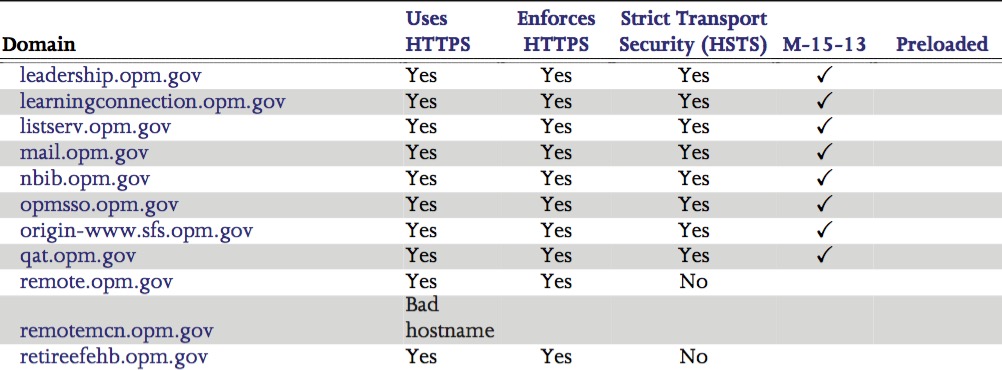 Uses Enforces Strict Transport
Domain HTTPS HTTPS Security (HSTS) M-15-13 Preloaded
leadership.opm.gov Yes Yes Yes ✓
learningconnection.opm.gov Yes Yes Yes ✓
listserv.opm.gov Yes Yes Yes ✓
mail.opm.gov Yes Yes Yes ✓
nbib.opm.gov Yes Yes Yes ✓
opmsso.opm.gov Yes Yes Yes ✓
origin-www.sfs.opm.gov Yes Yes Yes ✓
qat.opm.gov Yes Yes Yes ✓
remote.opm.gov Yes Yes No
Bad
remotemcn.opm.gov hostname
retireefehb.opm.gov Yes Yes No